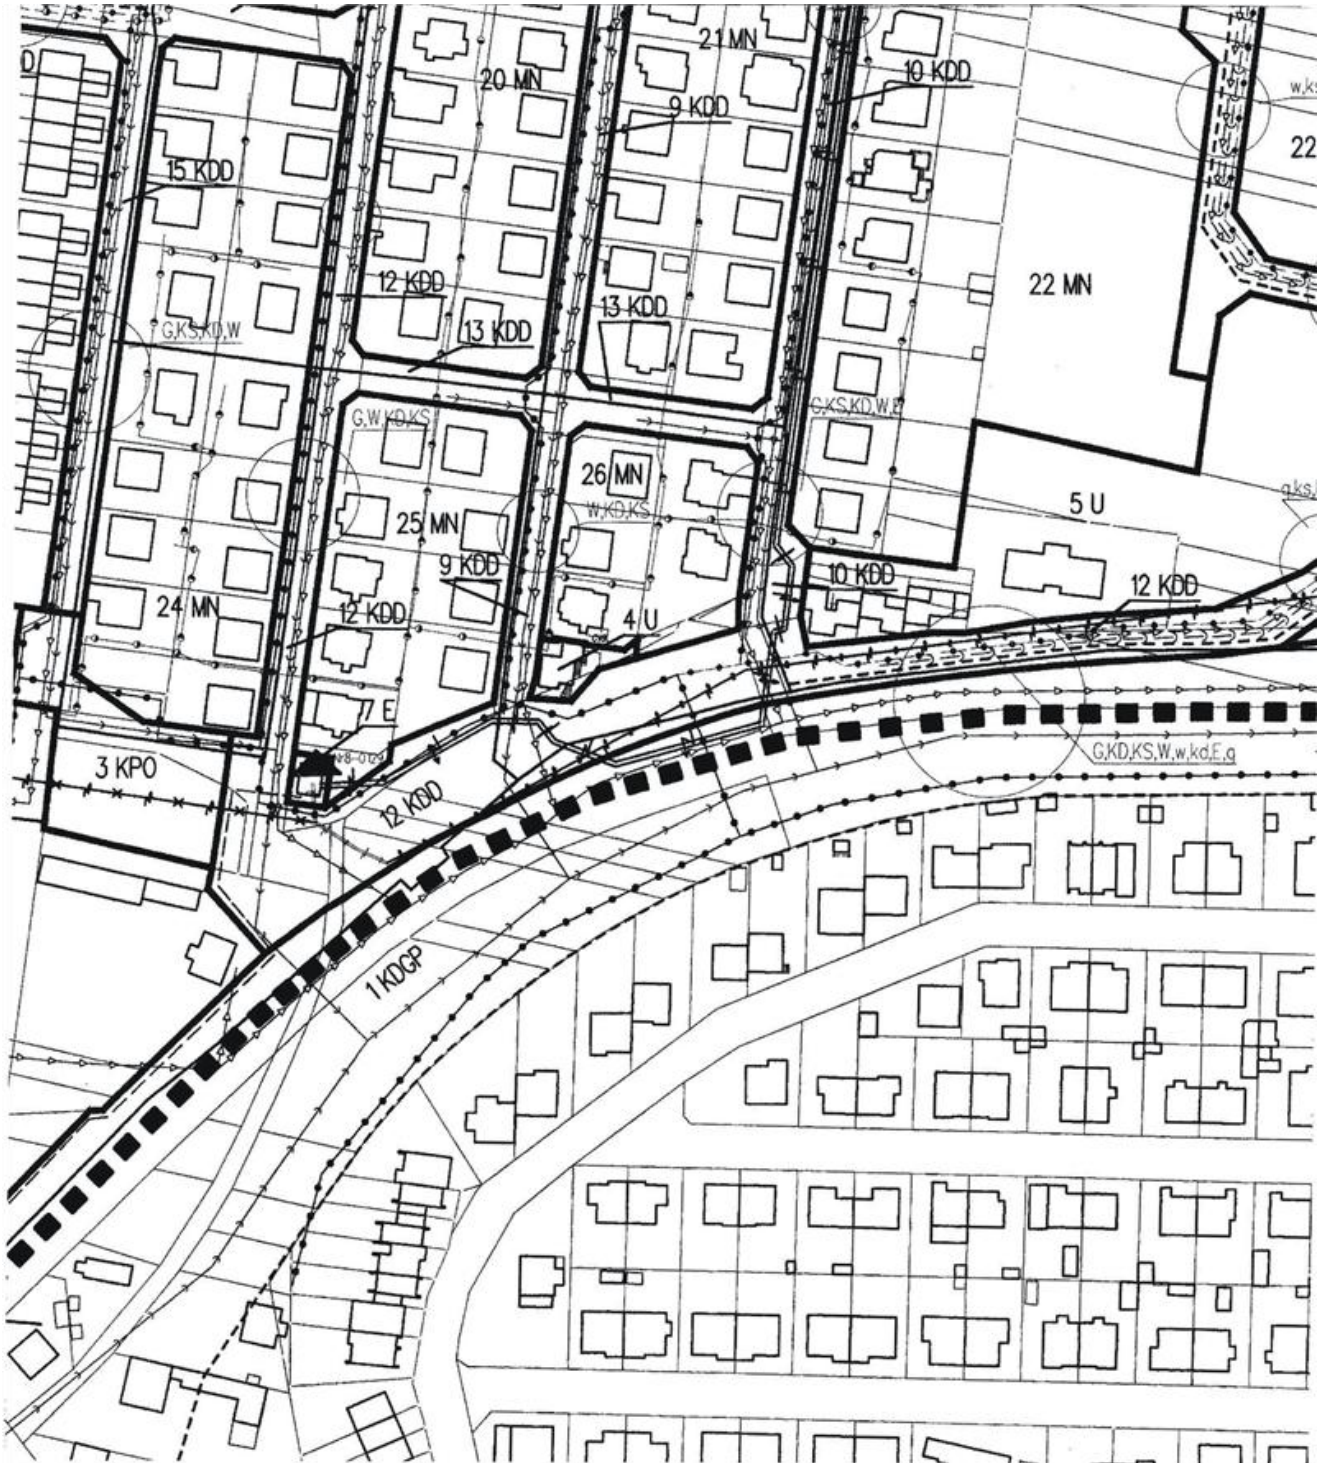 21 MN
20 MN
10 KDD
9 KDD
w,ks
22
15 KDD
12 KDD
13 KDD
13 KDD
22 MN
G,KS,KD,W
G,W,KD,KS
26 MN
W,KD,KS
5 U
25 MN
9 KDD
10 KDD
12 KDD
24 MN
12 KDD
4 U
E
3 KPO
12 KDD
G,KD,KS,W,w,kd,E,g
1 KDGP